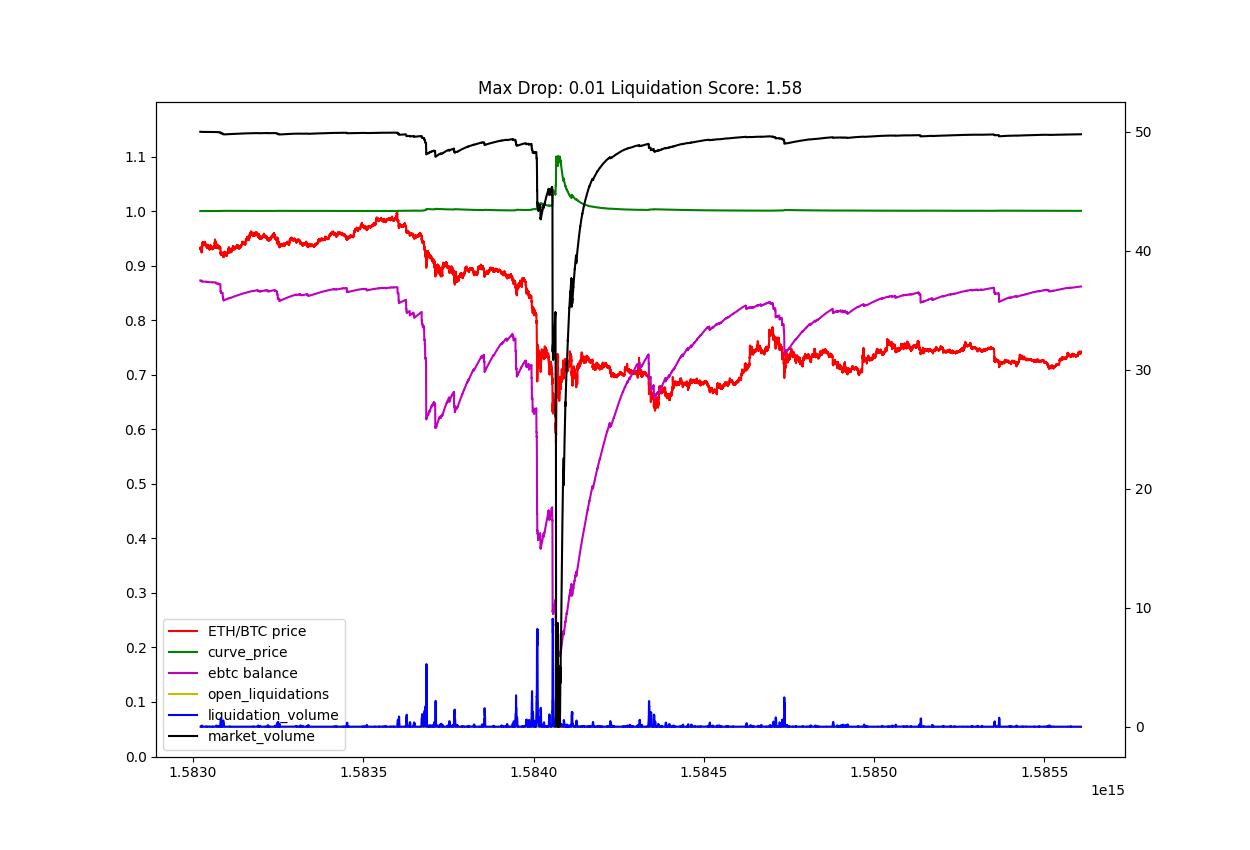 Max Drop: 0.01 Liquidation Score: 1.58
1.1
1.0
0.9
0.8
0.7
0.6
0.5
0.4
0.3
0.2
0.1
0.0
50
40
30
20
10
0
ETH/BTC price
curve_price
ebtc balance
open_liquidations
liquidation_volume
market_volume
1.5830 1.5835 1.5840 1.5845 1.5850 1.5855
1e15